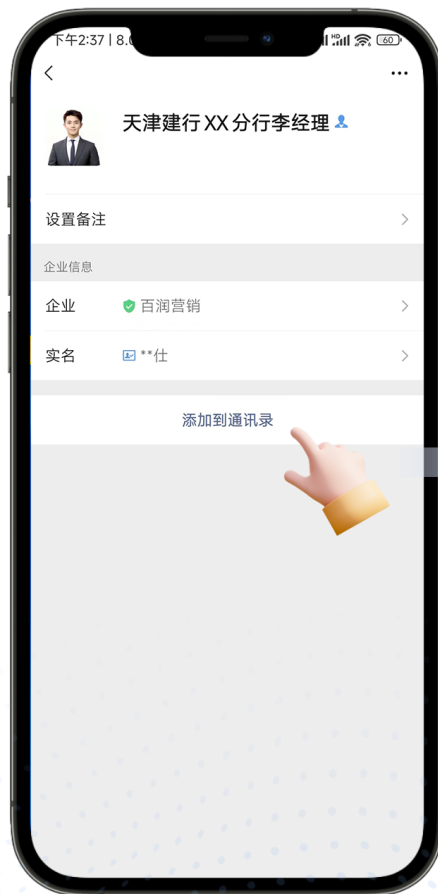 下午2:37 | 8.0
HD
60
天津建行XX分行李经理
设置备注
企业信息
企业 百润营销
实名 **仕
添加到通讯录